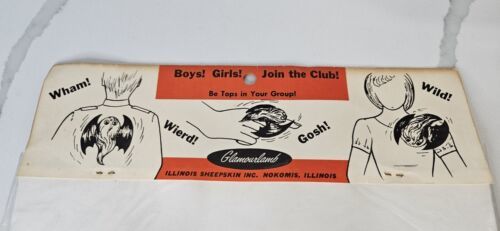 Boys! Girls! Join the Club!
Be Tops in Your Group!
Wham!
Wierd!
Gosh!
Wild!
Glamourlamb
ILLINOIS SHEEPSKIN INC. NOKOMIS, ILLINOIS